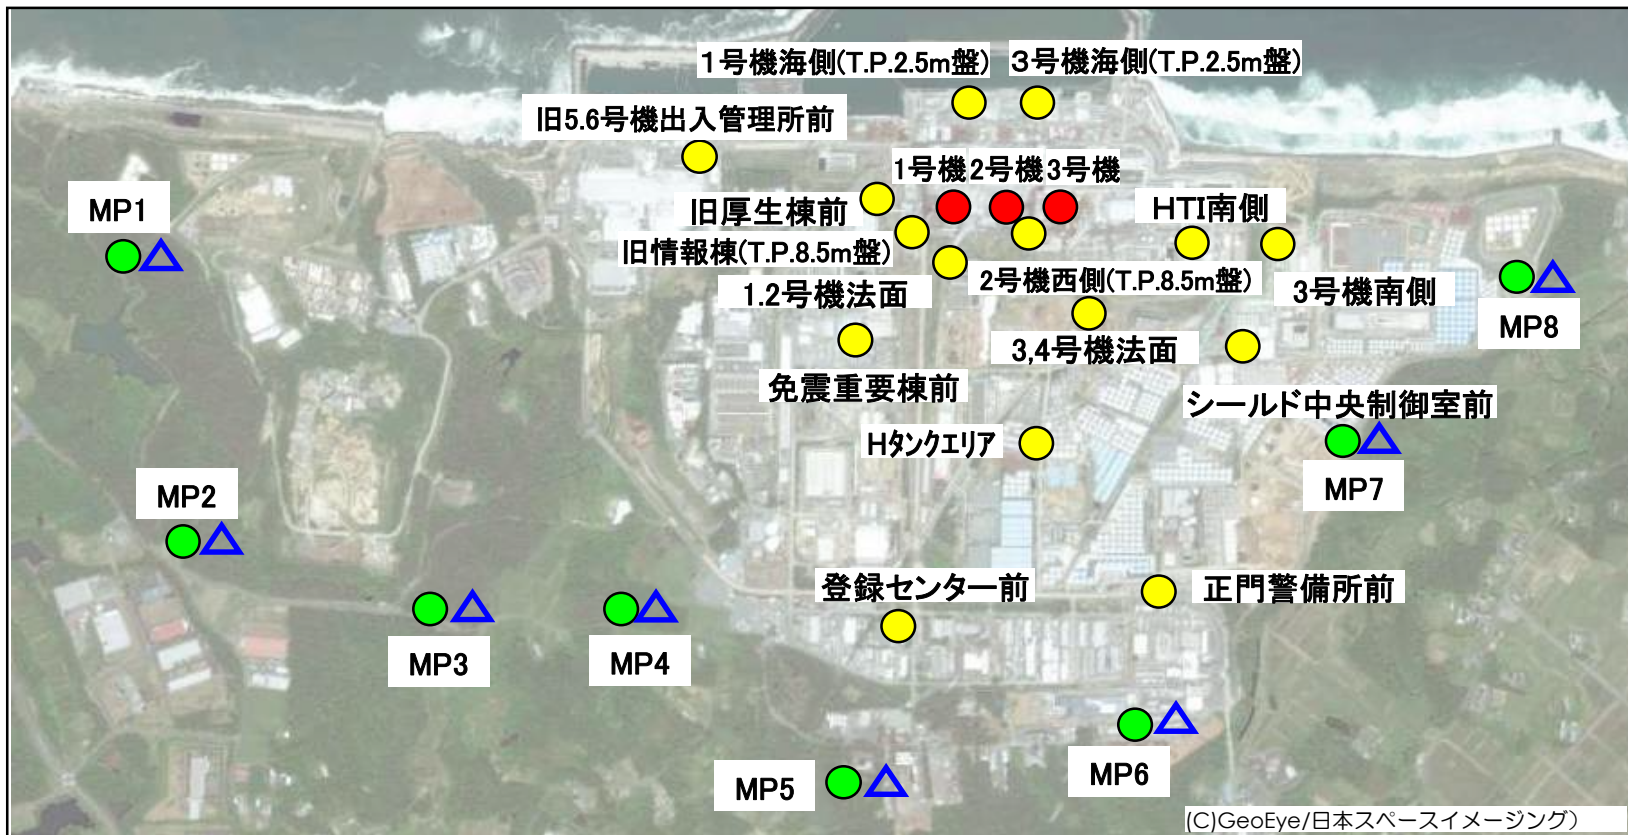 1号機海側(T.P.2.5m盤)
3号機海側(T.P.2.5m盤)
旧5.6号機出入管理所前
1号機
2号機
3号機
MP1
旧厚生棟前
HTI南側
旧情報棟(T.P.8.5m盤)
1.2号機法面
2号機西側(T.P.8.5m盤)
3号機南側
MP8
3,4号機法面
免震重要棟前
シールド中央制御室前
Hタンクエリア
MP7
MP2
登録センター前
正門警備所前
MP3
MP4
MP5
MP6
(C)GeoEye/日本スペースイメージング）